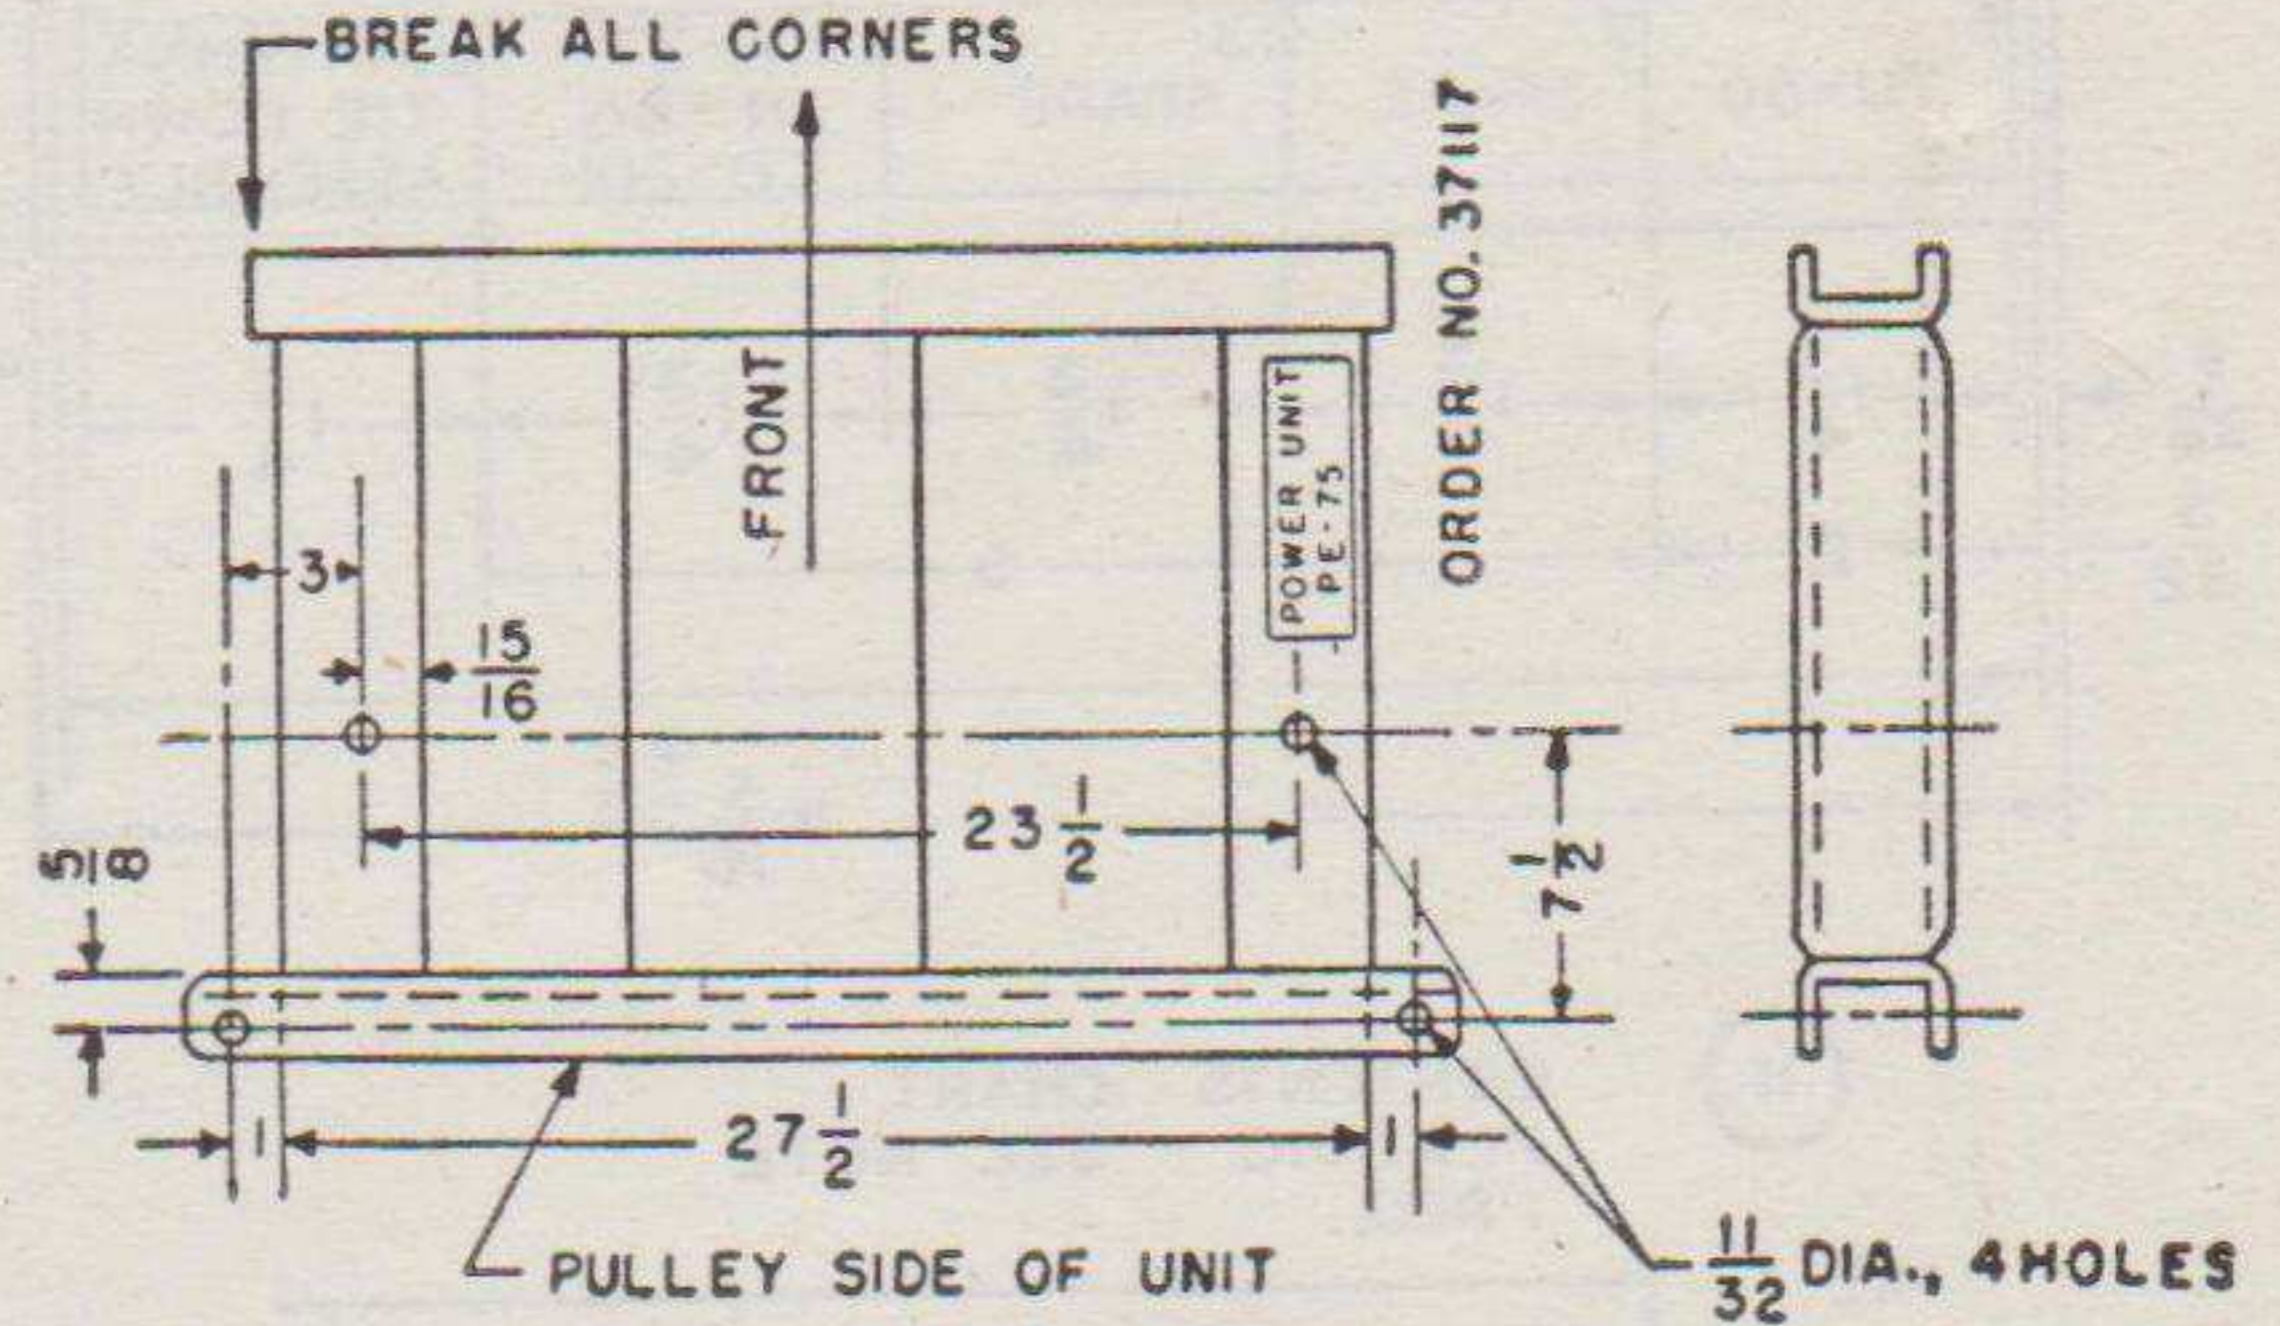 BREAK ALL CORNERS
ORDER NO. 37117
FRONT
POWER UNIT
PE-75
3
15/16
23 1/2
7 1/2
5/8
1
27 1/2
1
PULLEY SIDE OF UNIT
11/32 DIA., 4 HOLES